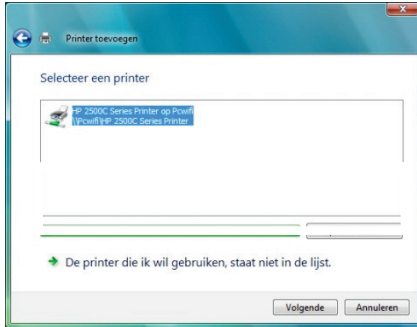 Printer toevoegen
Selecteer een printer
HP 2500C Series Printer op Pcwifi
\\Pcwifi\HP 2500C Series Printer
De printer die ik wil gebruiken, staat niet in de lijst.
Volgende
Annuleren